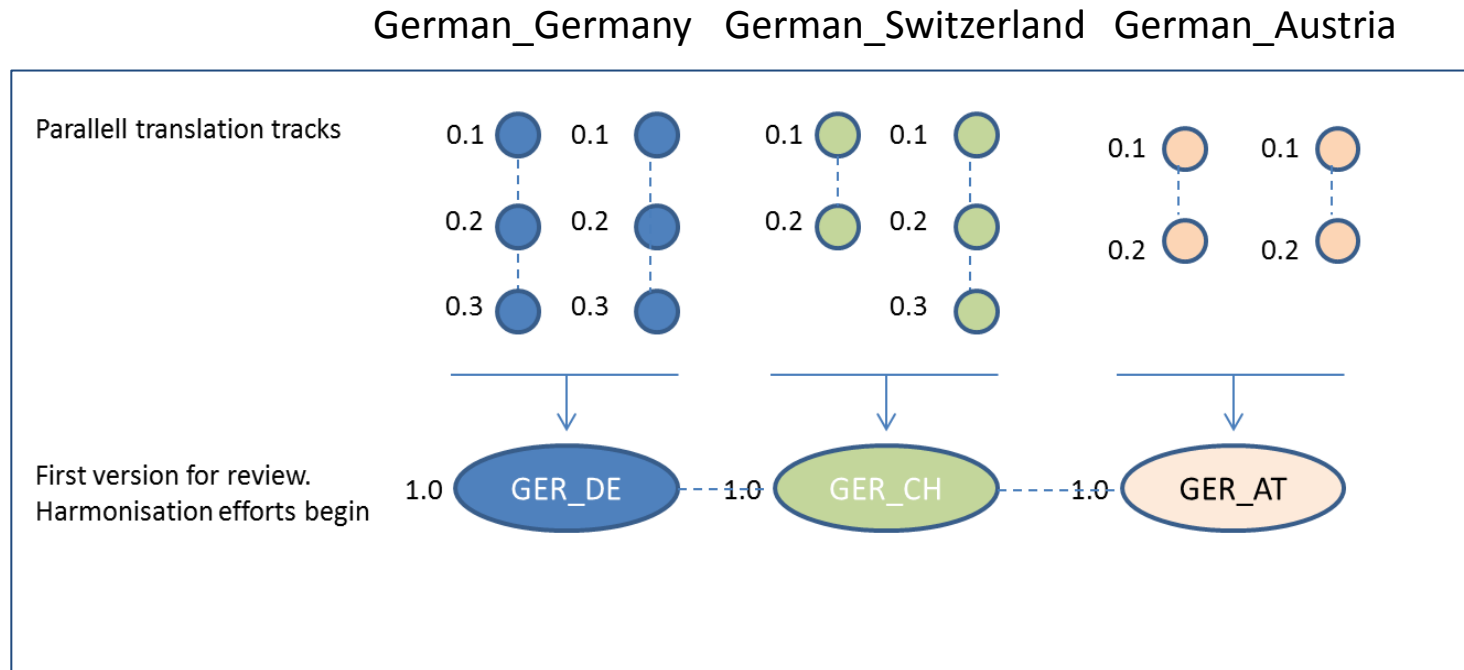 German_Germany German_Switzerland German_Austria
Parallell translation tracks
0.1 0.1 0.1 0.1 0.1 0.1
0.2 0.2 0.2 0.2 0.2 0.2
0.3 0.3 0.3
First version for review.
Harmonisation efforts begin
1.0 GER_DE 1.0 GER_CH 1.0 GER_AT